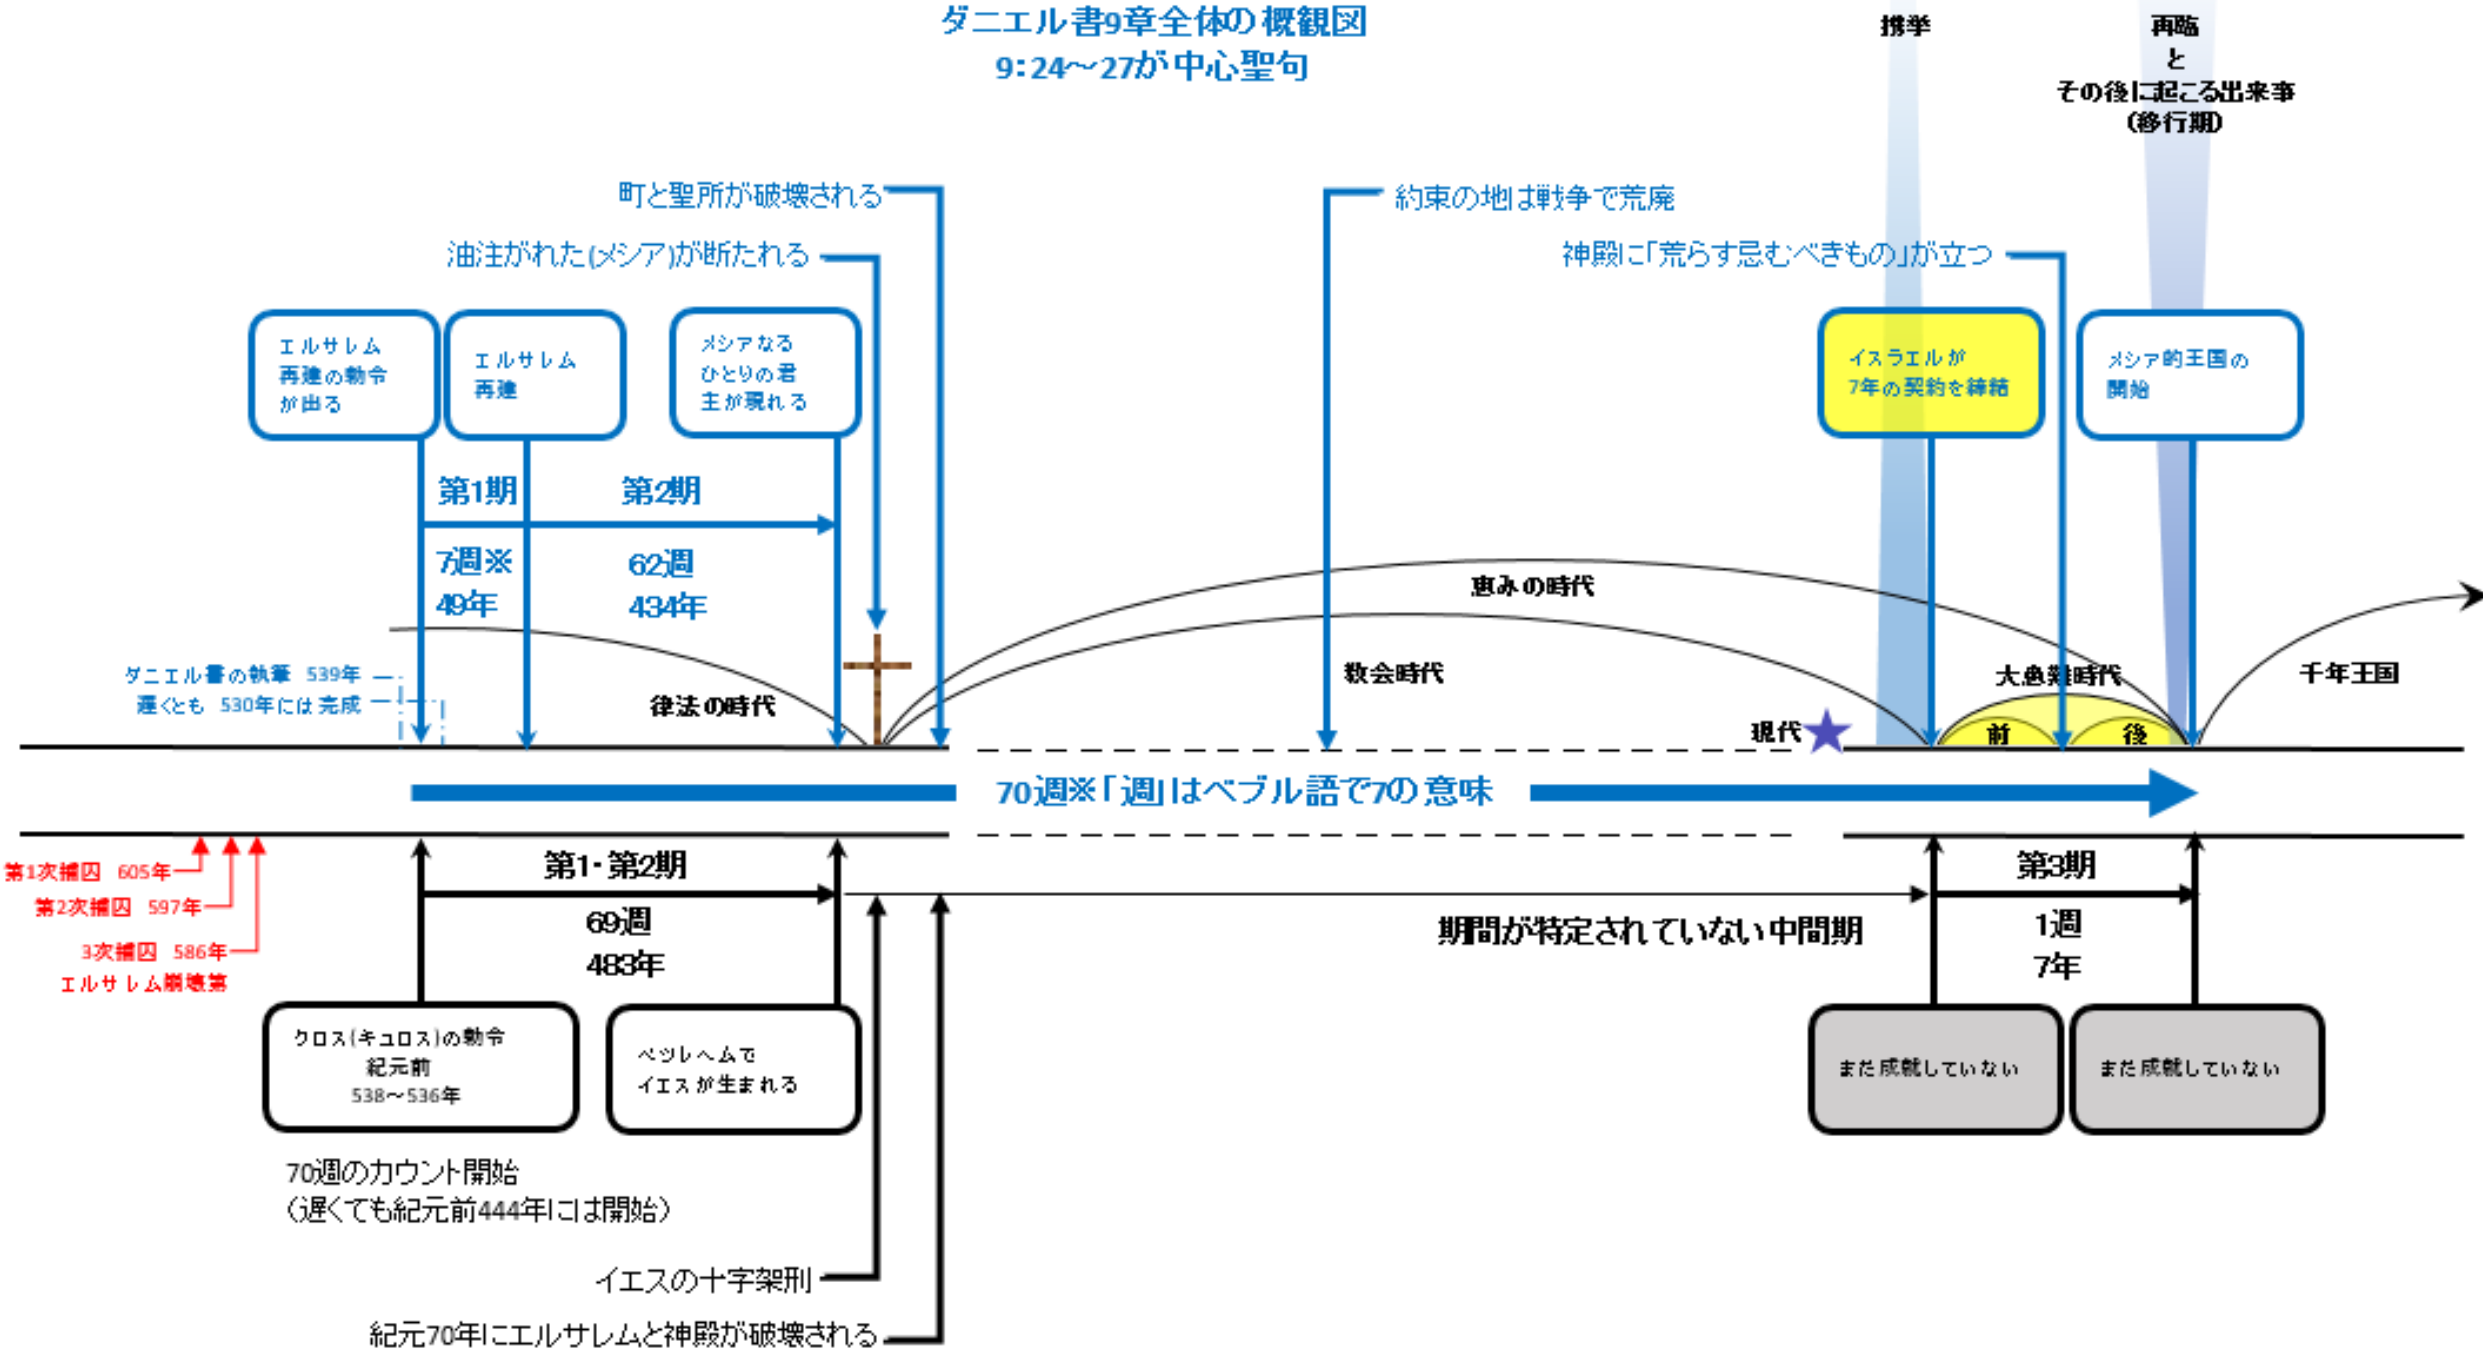 ダニエル書9章全体の概観図
9：24～27が中心聖句
携挙
再臨
と
その後に起こる出来事
(移行期)
町と聖所が破壊される
約束の地は戦争で荒廃
油注がれた(メシア)が断たれる
神殿に「荒らす忌むべきもの」が立つ
エルサレム
再建の勅令
が出る
エルサレム
再建
メシアなる
ひとりの君
主が現れる
イスラエルが
7年の契約を締結
メシア的王国の
開始
第1期
第2期
7週※
49年
62週
434年
恵みの時代
教会時代
大患難時代
千年王国
ダニエル書の執筆 539年
遅くとも 530年には完成
律法の時代
現代
前
後
70週※「週」はベブル語で7の意味
第1次捕囚 605年
第2次捕囚 597年
3次捕囚 586年
エルサレム崩壊第
第1・第2期
69週
483年
期間が特定されていない中間期
第3期
1週
7年
クロス(キュロス)の勅令
紀元前
538～536年
ベツレヘムで
イエスが生まれる
まだ成就していない
まだ成就していない
70週のカウント開始
（遅くても紀元前444年には開始）
イエスの十字架刑
紀元70年にエルサレムと神殿が破壊される